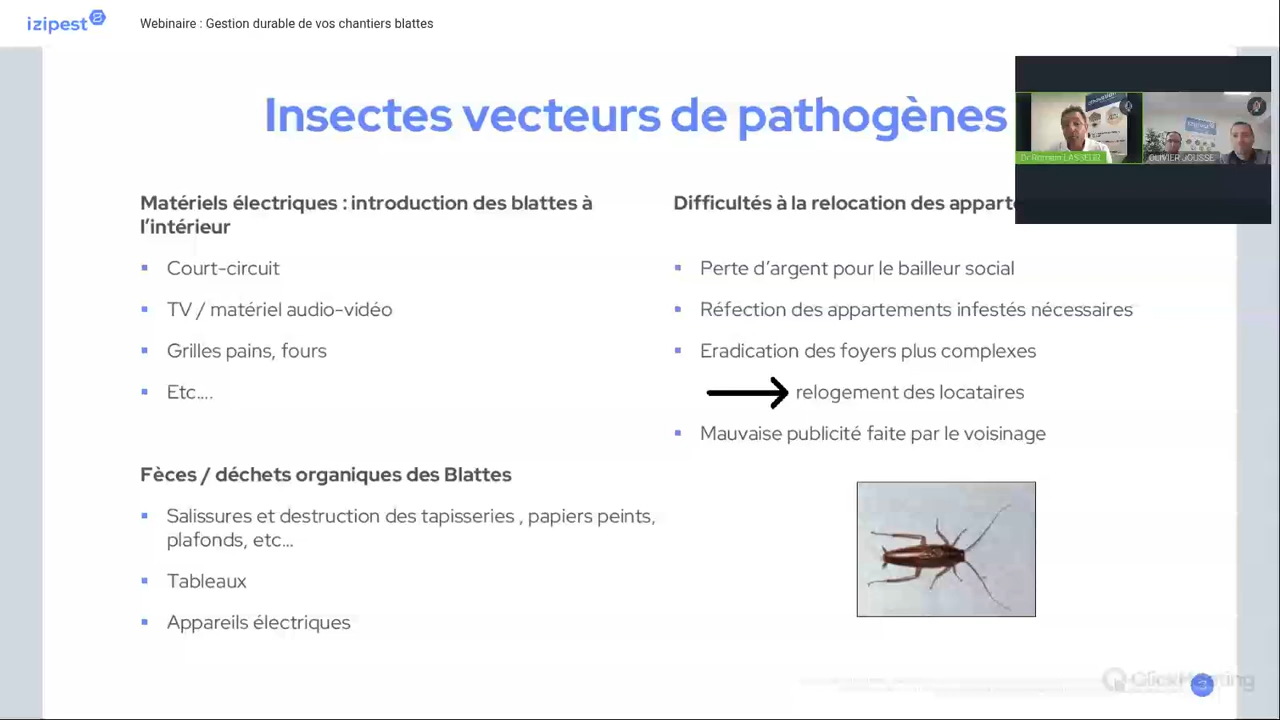 izipest
Webinaire : Gestion durable de vos chantiers blattes
Insectes vecteurs de pathogènes
Dr Romain LASSEUR
OLIVIER JOUSSE
Matériels électriques : introduction des blattes à
l’intérieur
▪ Court-circuit
▪ TV / matériel audio-vidéo
▪ Grilles pains, fours
▪ Etc….
Fèces / déchets organiques des Blattes
▪ Salissures et destruction des tapisseries , papiers peints,
plafonds, etc…
▪ Tableaux
▪ Appareils électriques
Difficultés à la relocation des apparte
▪ Perte d’argent pour le bailleur social
▪ Réfection des appartements infestés nécessaires
▪ Eradication des foyers plus complexes
relogement des locataires
▪ Mauvaise publicité faite par le voisinage
ClickMeeting